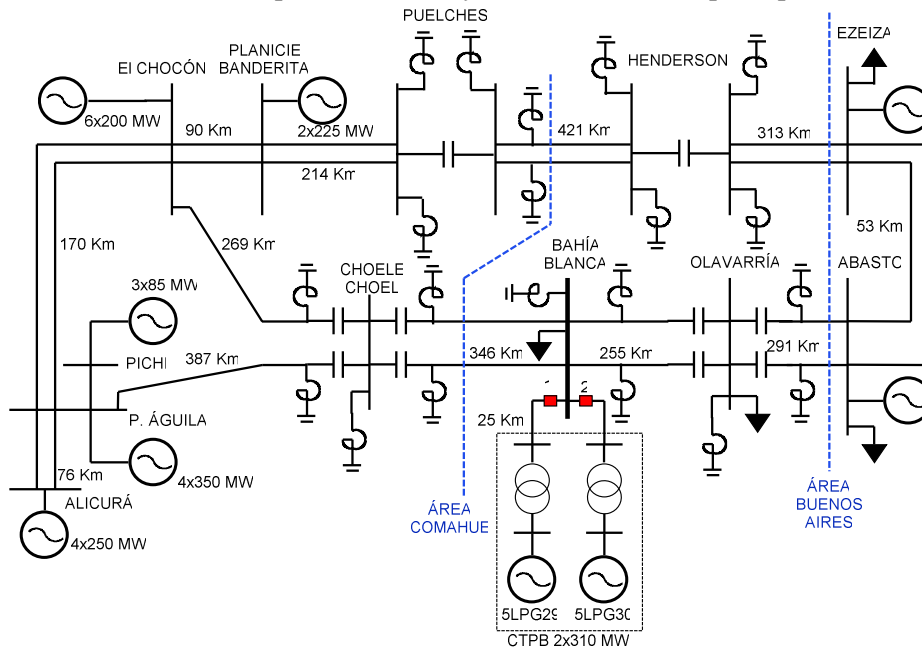 PUELCHES
EZEIZA
PLANICIE
BANDERITA
HENDERSON
El CHOCÓN
6x200 MW
2x225 MW
90 Km
421 Km
313 Km
214 Km
170 Km
269 Km
53 Km
BAHÍA
BLANCA
CHOELE
CHOEL
OLAVARRÍA
ABASTO
3x85 MW
PICHI
387 Km
346 Km
255 Km
291 Km
1
2
P. ÁGUILA
25 Km
76 Km
4x350 MW
ALICURÁ
ÁREA
COMAHUE
ÁREA
BUENOS
AIRES
4x250 MW
5LPG29
5LPG30
CTPB 2x310 MW